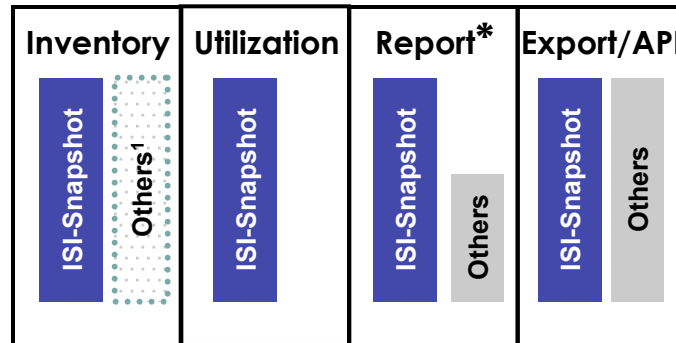 Inventory
Utilization
Report*
Export/API
ISI-Snapshot
Others¹
ISI-Snapshot
ISI-Snapshot
Others
ISI-Snapshot
Others